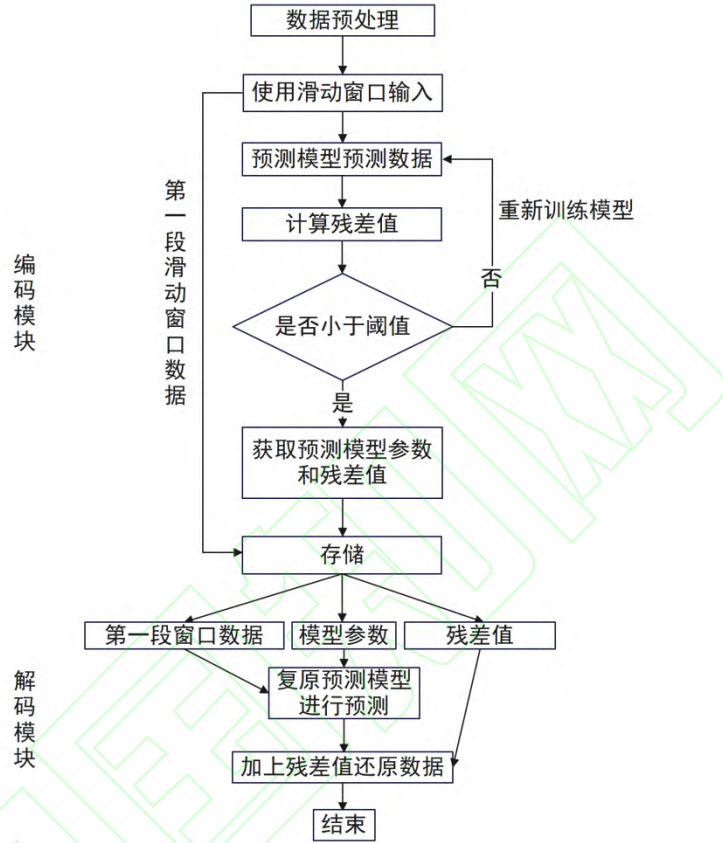 数据预处理
使用滑动窗口输入
预测模型预测数据
重新训练模型
第一段滑动窗口数据
计算残差值
编码模块
否
是否小于阈值
是
获取预测模型参数
和残差值
存储
第一段窗口数据
模型参数
残差值
解码模块
复原预测模型
进行预测
加上残差值还原数据
结束